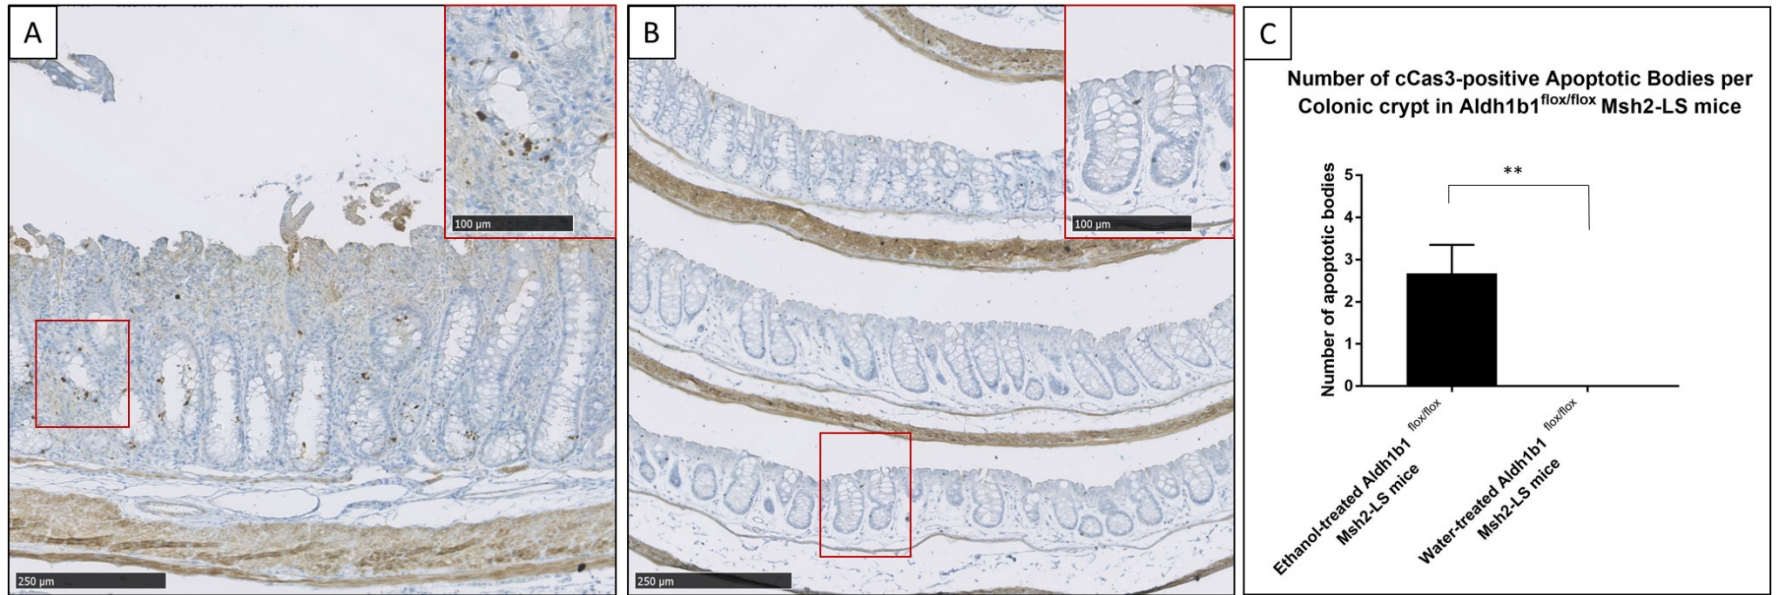 A
100 µm
250 µm
B
100 µm
250 µm
C
Number of cCas3-positive Apoptotic Bodies per
Colonic crypt in Aldh1b1flox/flox Msh2-LS mice
**
Number of apoptotic bodies
5
4
3
2
1
0
Ethanol-treated Aldh1b1 flox/flox
Msh2-LS mice
Water-treated Aldh1b1 flox/flox
Msh2-LS mice